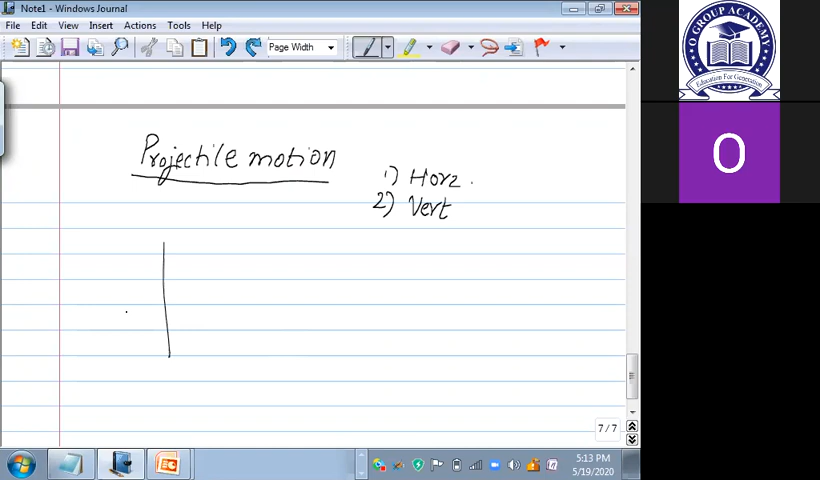 Note1 - Windows Journal
File Edit View Insert Actions Tools Help
Page Width
Projectile motion
1) Horz.
2) Vert
7/7
5:13 PM
5/19/2020
O GROUP ACADEMY
Education For Generation
O